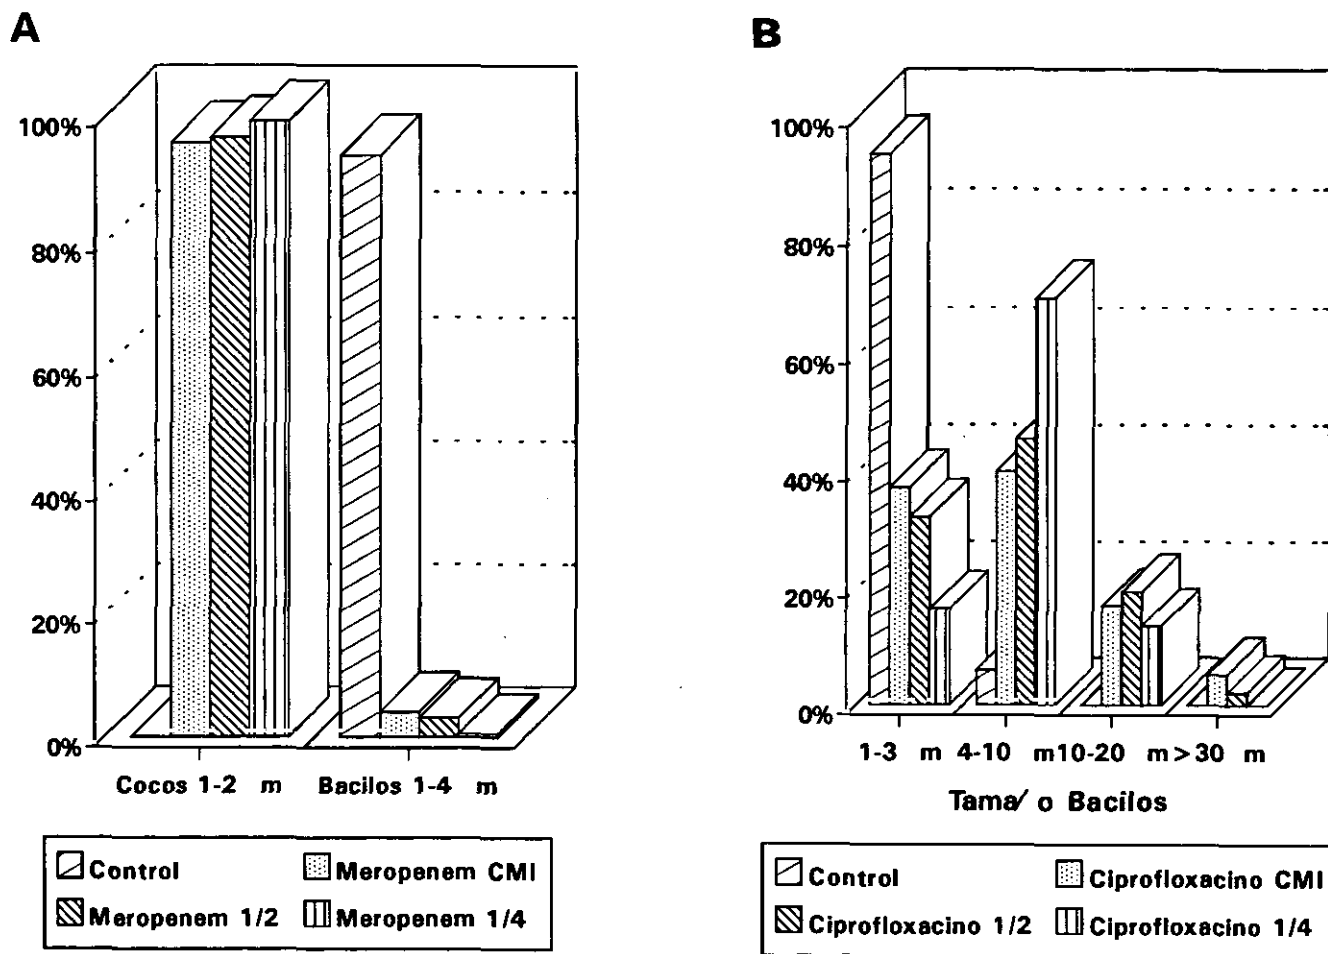 A
100%
80%
60%
40%
20%
0%
Cocos 1-2 m Bacilos 1-4 m
Control Meropenem CMI
Meropenem 1/2 Meropenem 1/4
B
100%
80%
60%
40%
20%
0%
1-3 m 4-10 m 10-20 m >30 m
Tama/ o Bacilos
Control Ciprofloxacino CMI
Ciprofloxacino 1/2 Ciprofloxacino 1/4